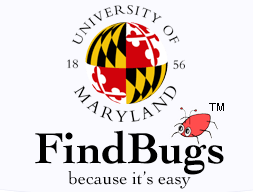 UNIVERSITY OF
18 56
MARYLAND
TM
FindBugs
because it's easy